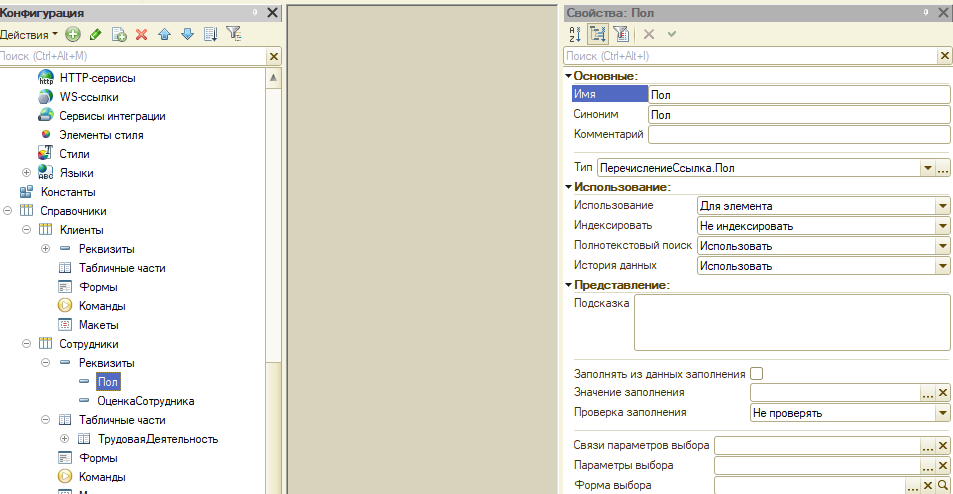 Конфигурация
Действия
Поиск (Ctrl+Alt+M)
HTTP-сервисы
WS-ссылки
Сервисы интеграции
Элементы стиля
Стили
Языки
Константы
Справочники
Клиенты
Реквизиты
Табличные части
Формы
Команды
Макеты
Сотрудники
Реквизиты
Пол
ОценкаСотрудника
Табличные части
ТрудоваяДеятельность
Формы
Команды
Свойства: Пол
Поиск (Ctrl+Alt+I)
Основные:
Имя Пол
Синоним Пол
Комментарий
Тип ПеречислениеСсылка.Пол ...
Использование:
Использование Для элемента
Индексировать Не индексировать
Полнотекстовый поиск Использовать
История данных Использовать
Представление:
Подсказка
Заполнять из данных заполнения
Значение заполнения ...
Проверка заполнения Не проверять
Связи параметров выбора ...
Параметры выбора ...
Форма выбора ...